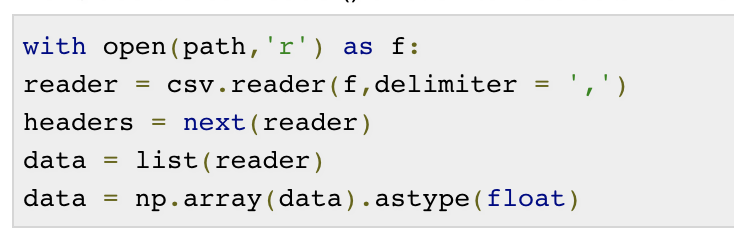 with open(path,'r') as f:
reader = csv.reader(f,delimiter = ',')
headers = next(reader)
data = list(reader)
data = np.array(data).astype(float)